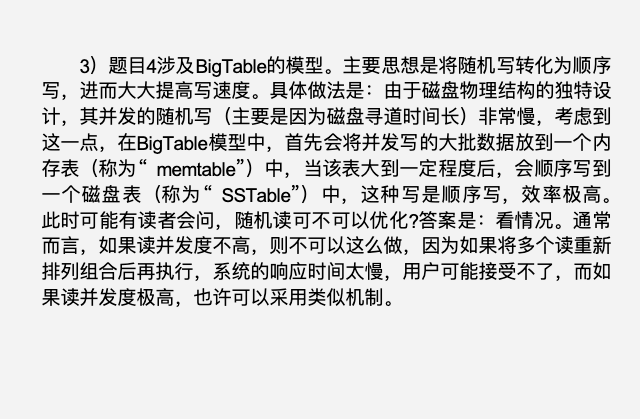 3）题目4涉及BigTable的模型。主要思想是将随机写转化为顺序
写，进而大大提高写速度。具体做法是：由于磁盘物理结构的独特设
计，其并发的随机写（主要是因为磁盘寻道时间长）非常慢，考虑到
这一点，在BigTable模型中，首先会将并发写的大批数据放到一个内
存表（称为“ memtable”）中，当该表大到一定程度后，会顺序写到
一个磁盘表（称为“ SSTable”）中，这种写是顺序写，效率极高。
此时可能有读者会问，随机读可不可以优化?答案是：看情况。通常
而言，如果读并发度不高，则不可以这么做，因为如果将多个读重新
排列组合后再执行，系统的响应时间太慢，用户可能接受不了，而如
果读并发度极高，也许可以采用类似机制。